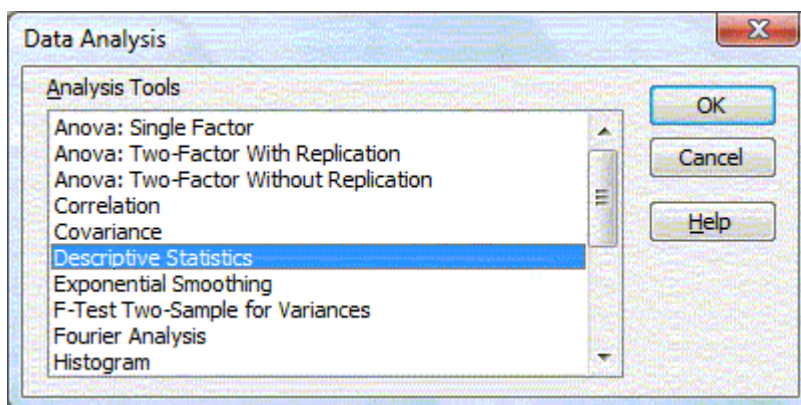 Data Analysis
Analysis Tools
Anova: Single Factor
Anova: Two-Factor With Replication
Anova: Two-Factor Without Replication
Correlation
Covariance
Descriptive Statistics
Exponential Smoothing
F-Test Two-Sample for Variances
Fourier Analysis
Histogram
OK
Cancel
Help